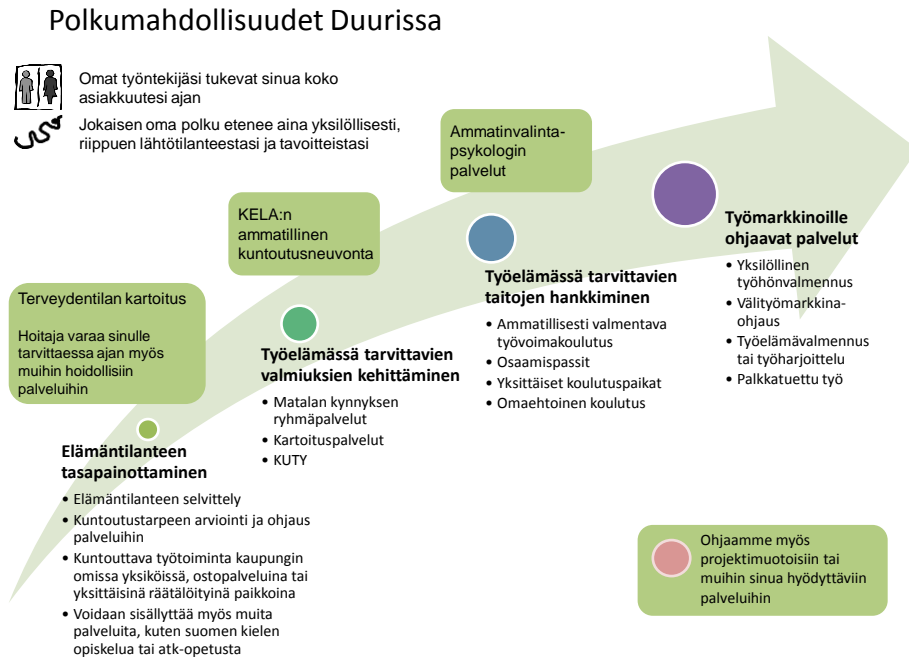 Polkumahdollisuudet Duurissa
Omat työntekijäsi tukevat sinua koko
asiakkuutesi ajan
Jokaisen oma polku etenee aina yksilöllisesti,
riippuen lähtötilanteestasi ja tavoitteistasi
Terveydentilan kartoitus
Hoitaja varaa sinulle
tarvittaessa ajan myös
muihin hoidollisiin
palveluihin
Elämäntilanteen
tasapainottaminen
• Elämäntilanteen selvittely
• Kuntoutustarpeen arviointi ja ohjaus
palveluihin
• Kuntouttava työtoiminta kaupungin
omissa yksiköissä, ostopalveluina tai
yksittäisinä räätälöityinä paikkoina
• Voidaan sisällyttää myös muita
palveluita, kuten suomen kielen
opiskelua tai atk-opetusta
KELA:n
ammatillinen
kuntoutusneuvonta
Työelämässä tarvittavien
valmiuksien kehittäminen
• Matalan kynnyksen
ryhmäpalvelut
• Kartoituspalvelut
• KUTY
Ammatinvalinta-
psykologin
palvelut
Työelämässä tarvittavien
taitojen hankkiminen
• Ammatillisesti valmentava
työvoimakoulutus
• Osaamispassit
• Yksittäiset koulutuspaikat
• Omaehtoinen koulutus
Työmarkkinoille
ohjaavat palvelut
• Yksilöllinen
työhönvalmennus
• Välityömarkkina-
ohjaus
• Työelämävalmennus
tai työharjoittelu
• Palkkatuettu työ
Ohjaamme myös
projektimuotoisiin tai
muihin sinua hyödyttäviin
palveluihin